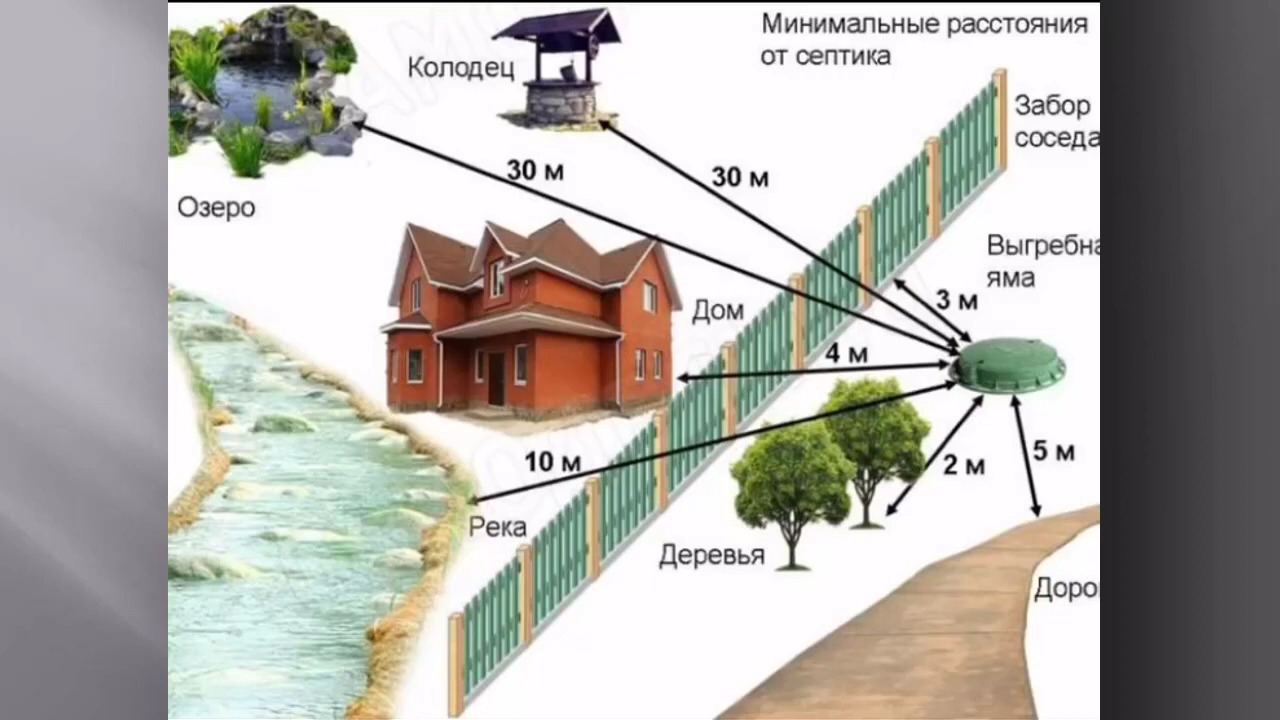 Минимальные расстояния
от септика
Колодец
Забор
соседа
30 м
30 м
Озеро
Выгребна
яма
3 м
Дом
4 м
10 м
2 м
5 м
Река
Деревья
Доро